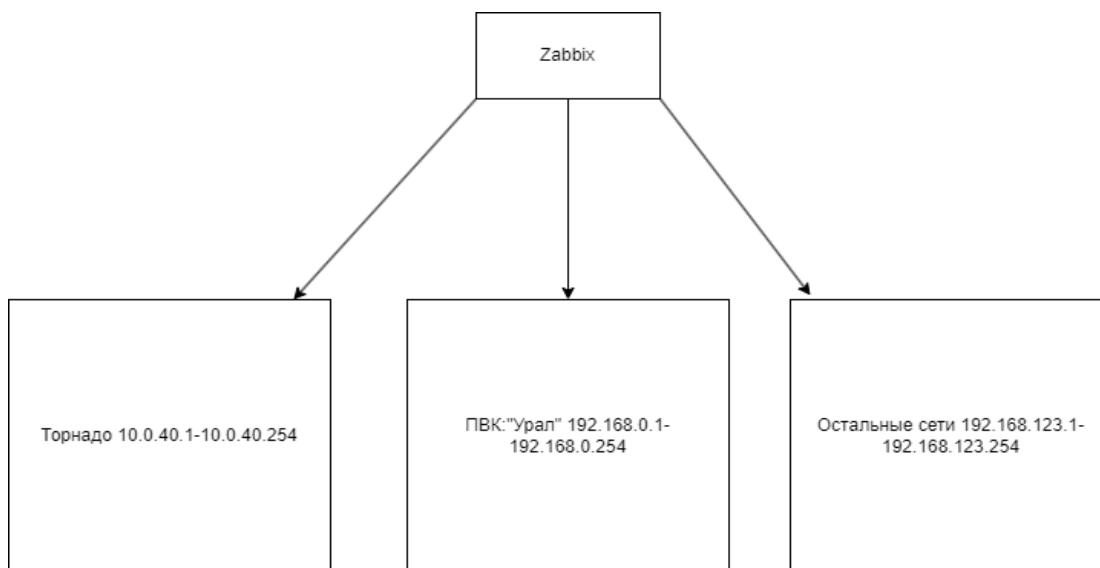 Zabbix
Торнадо 10.0.40.1-10.0.40.254
ПВК:"Урал" 192.168.0.1-
192.168.0.254
Остальные сети 192.168.123.1-
192.168.123.254